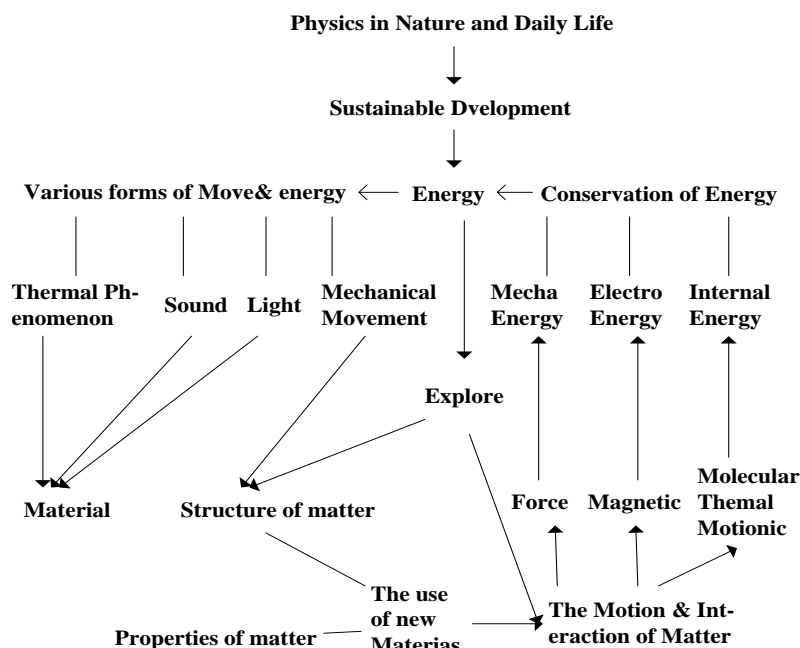 Physics in Nature and Daily Life
Sustainable Dvelopment
Various forms of Move& energy
Energy
Conservation of Energy
Thermal Ph-
enomenon
Sound
Light
Mechanical
Movement
Mecha
Energy
Electro
Energy
Internal
Energy
Explore
Material
Structure of matter
Force
Magnetic
Molecular
Themal
Motionic
The use
of new
Materias
The Motion & Int-
eraction of Matter
Properties of matter